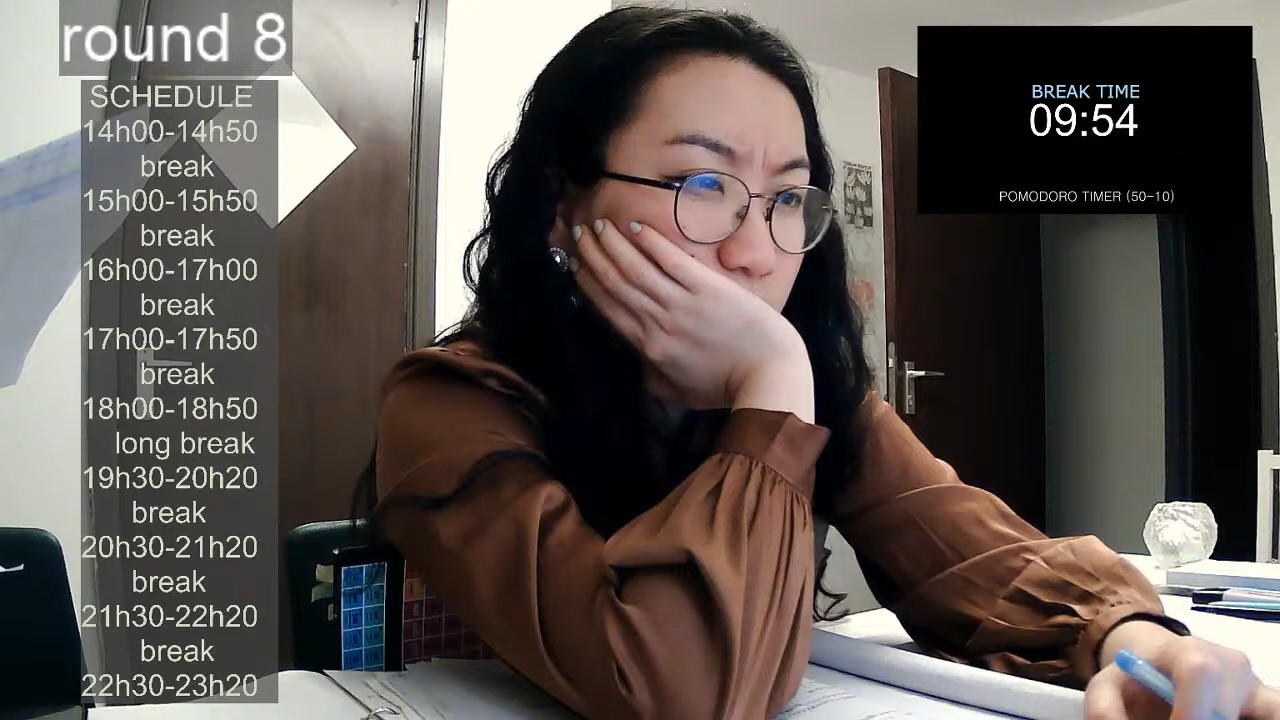 round 8
SCHEDULE
14h00-14h50
break
15h00-15h50
break
16h00-17h00
break
17h00-17h50
break
18h00-18h50
long break
19h30-20h20
break
20h30-21h20
break
21h30-22h20
break
22h30-23h20
BREAK TIME
09:54
POMODORO TIMER (50-10)